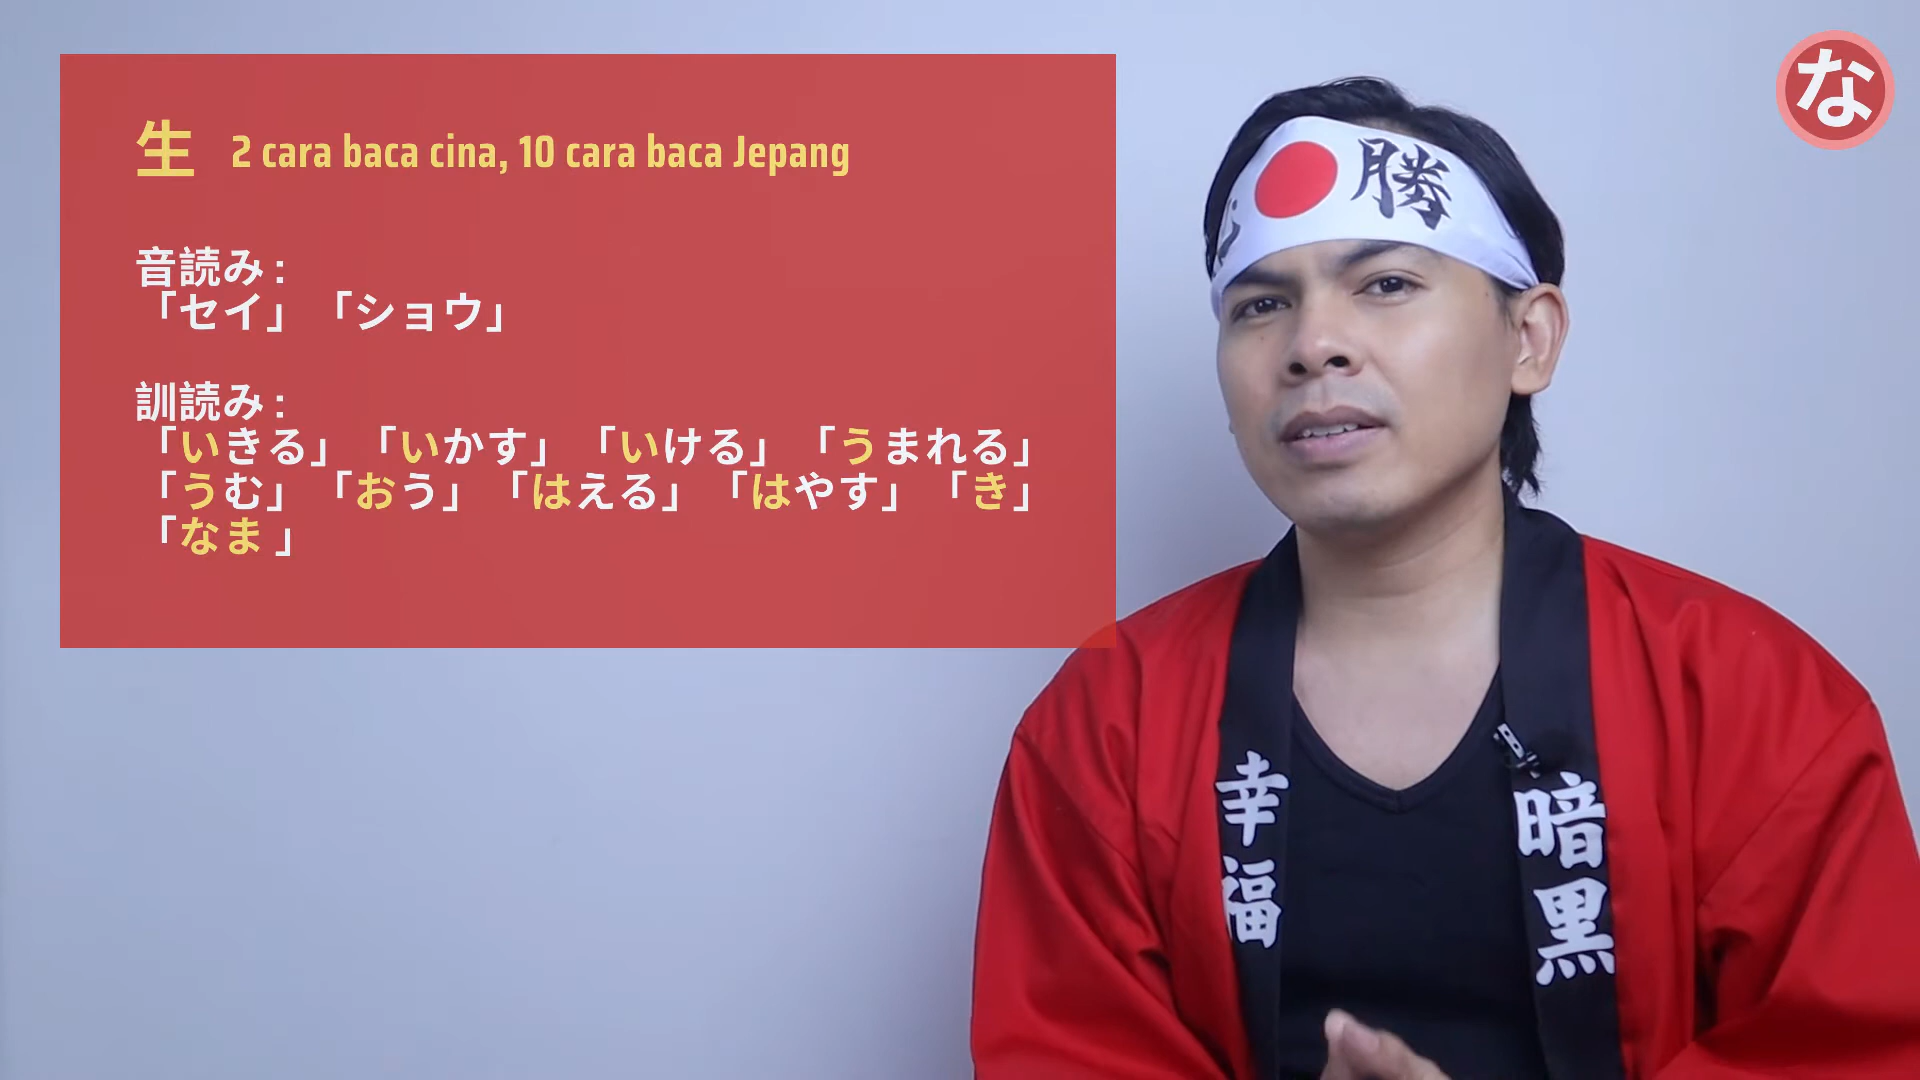 生 2 cara baca cina, 10 cara baca Jepang
音読み :
「セイ」「ショウ」
訓読み :
「いきる」「いかす」「いける」「うまれる」
「うむ」「おう」「はえる」「はやす」「き」
「なま 」
な
勝
幸福
暗黒